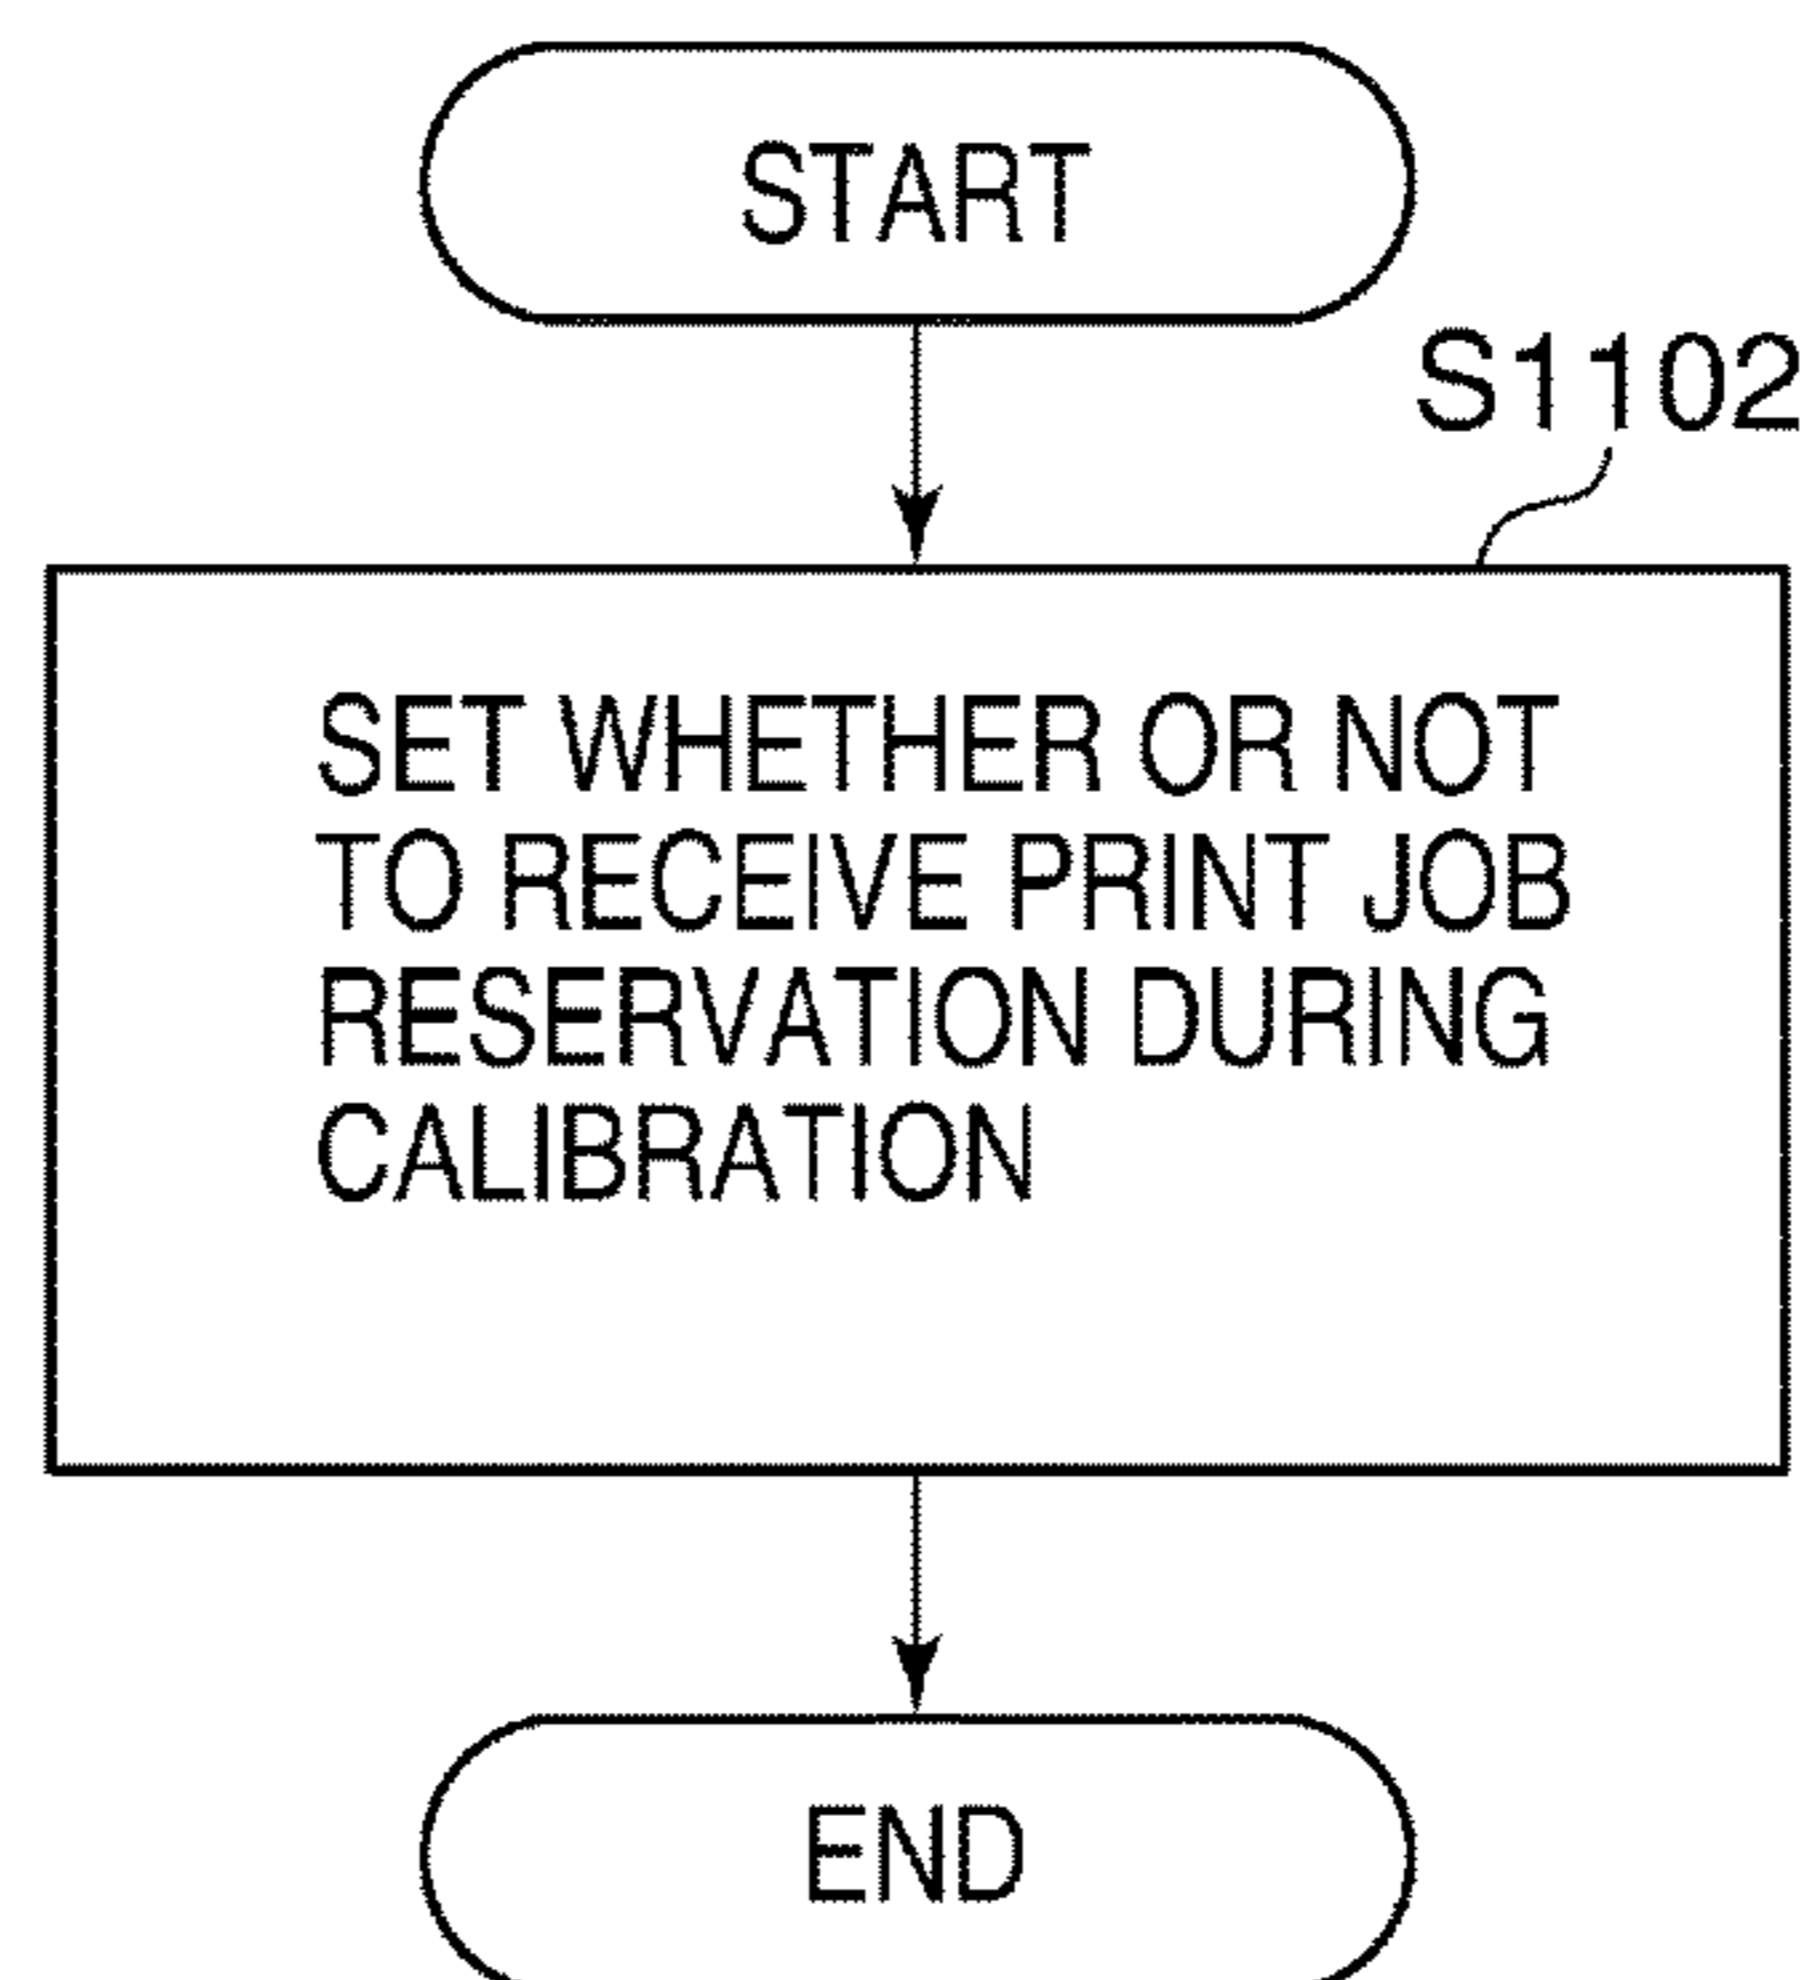 START
S1102
SET WHETHER OR NOT
TO RECEIVE PRINT JOB
RESERVATION DURING
CALIBRATION
END